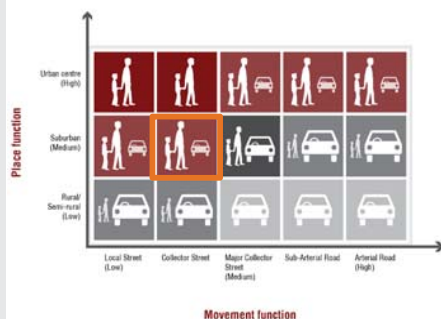 Place function
Urban centre
(High)
Suburban
(Medium)
Rural/
Semi-rural
(Low)
Local Street
(Low)
Collector Street
Major Collector
Street
(Medium)
Sub-Arterial Road
Arterial Road
(High)
Movement function